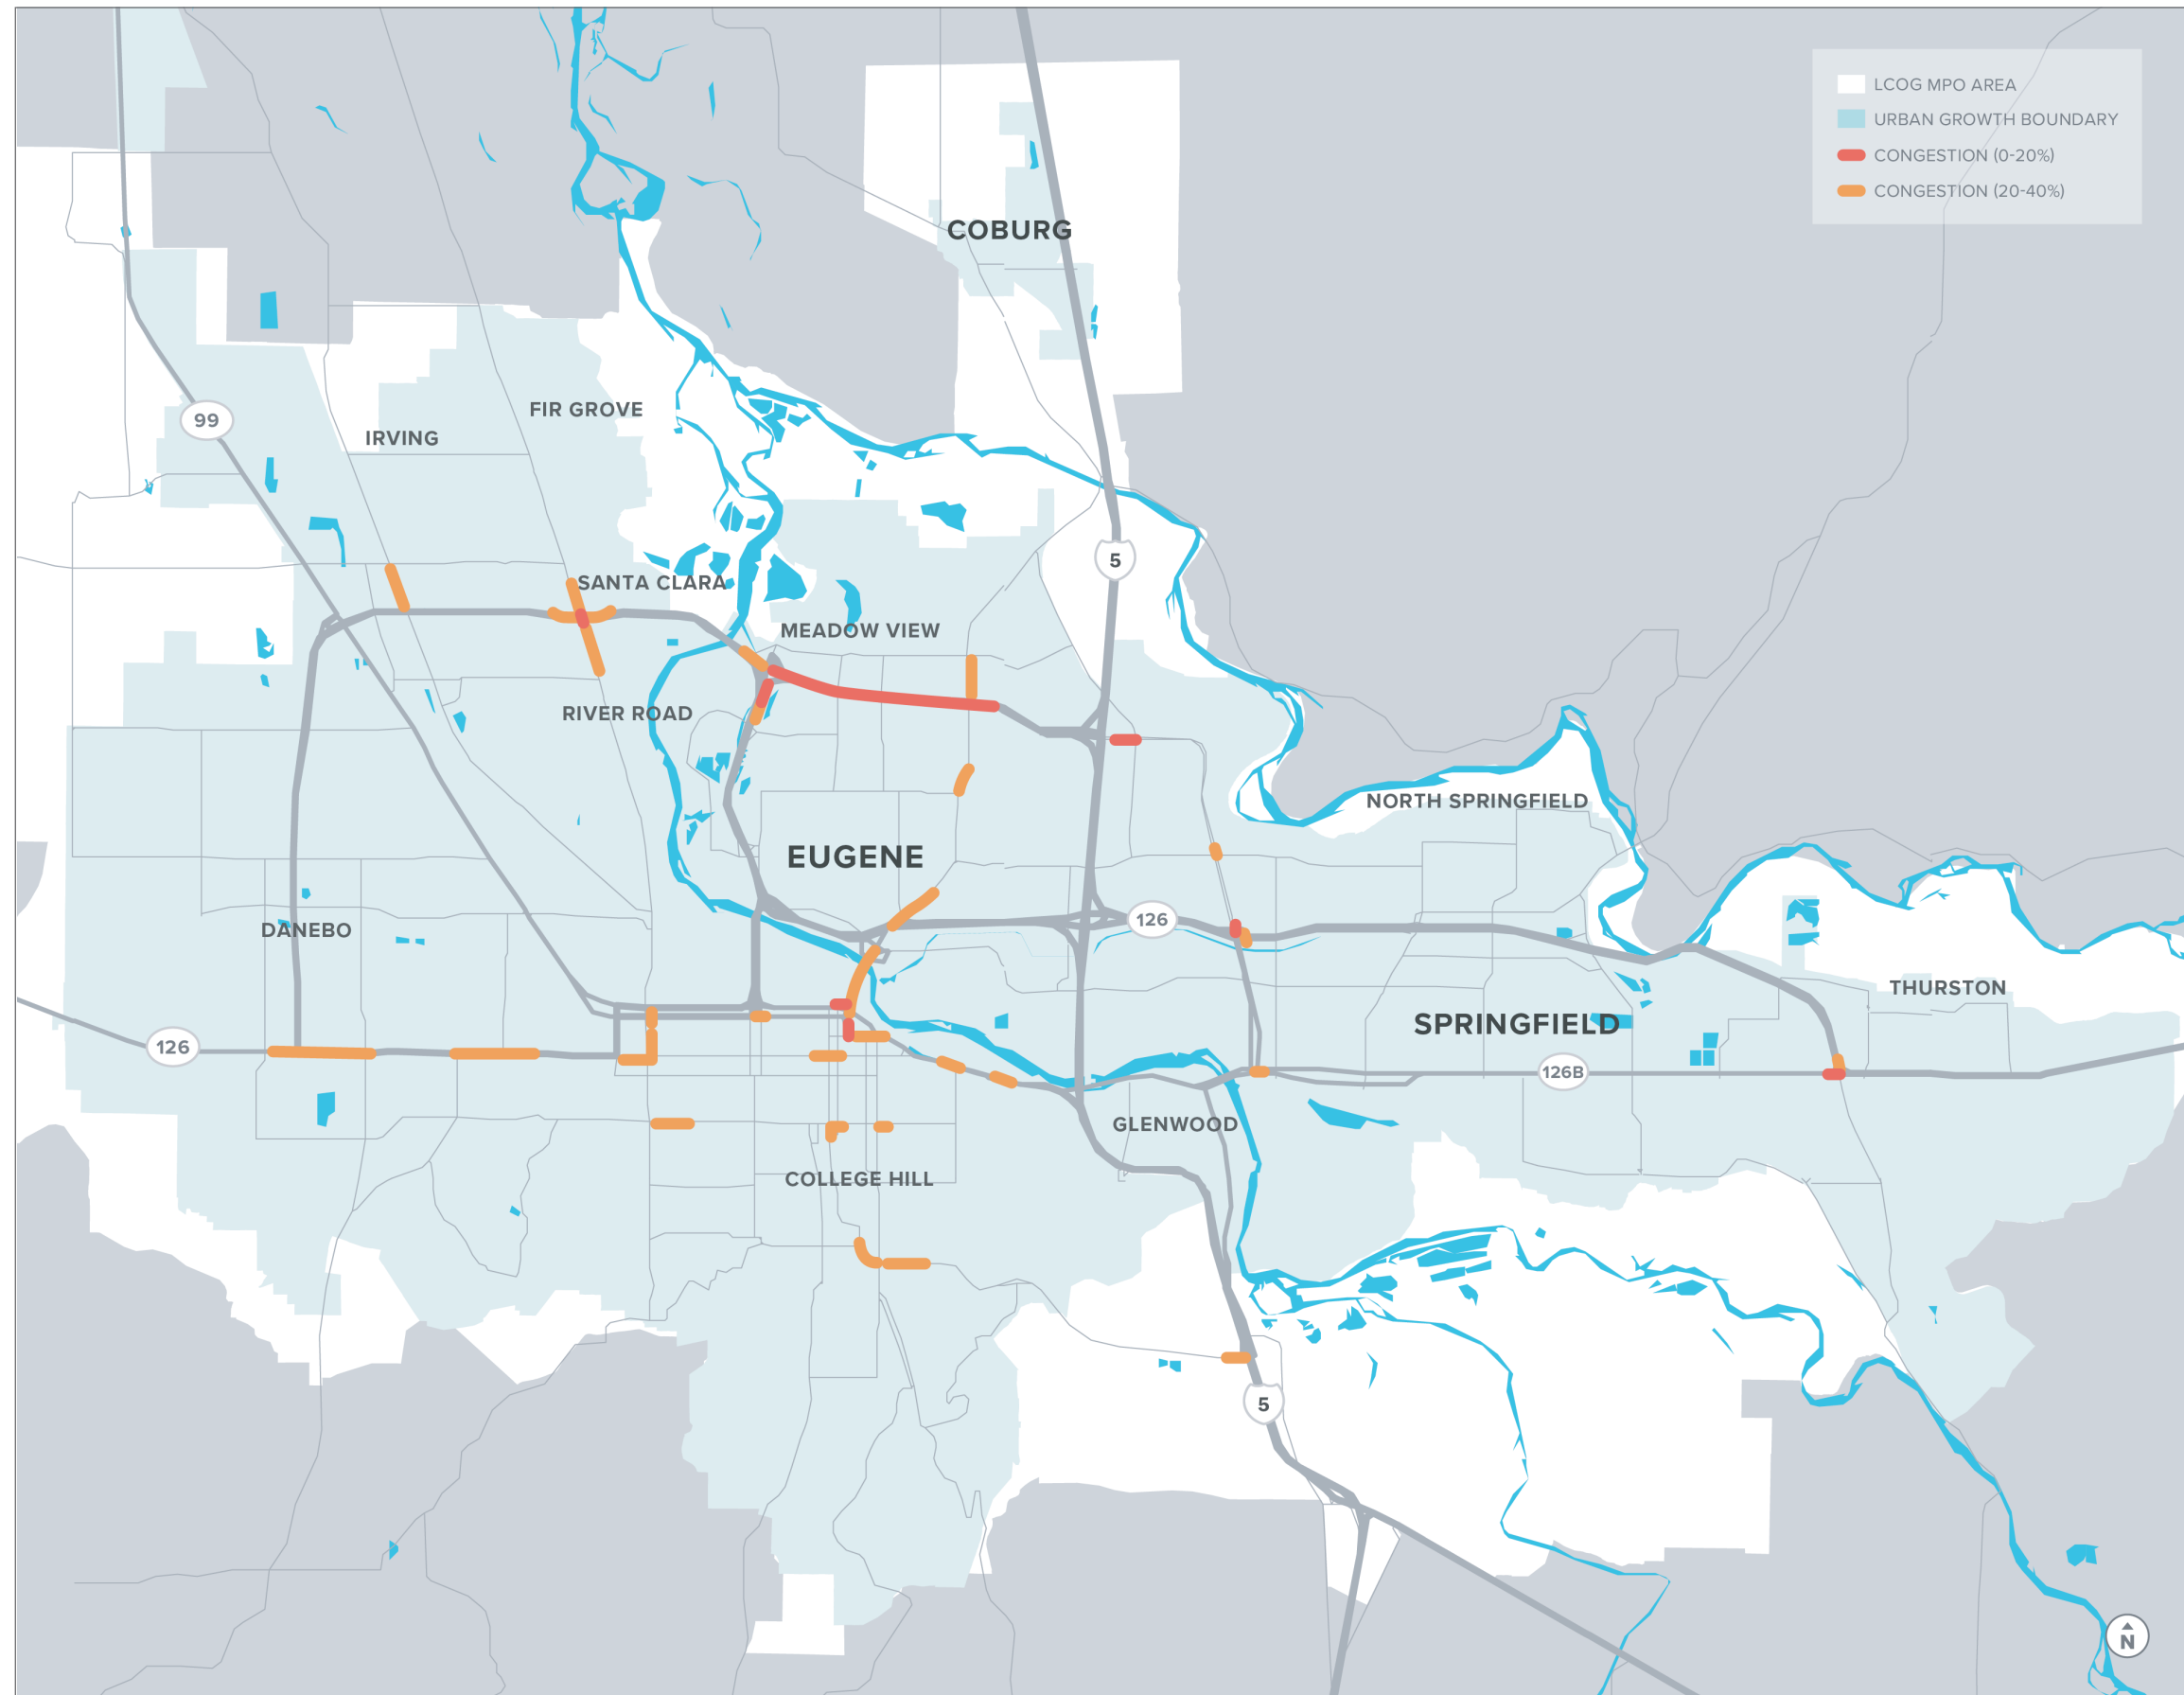 LCOG MPO AREA
URBAN GROWTH BOUNDARY
CONGESTION (0-20%)
CONGESTION (20-40%)
COBURG
99
FIR GROVE
IRVING
5
SANTA CLARA
MEADOW VIEW
RIVER ROAD
NORTH SPRINGFIELD
EUGENE
126
DANEBO
THURSTON
SPRINGFIELD
126
126B
GLENWOOD
COLLEGE HILL
5
N